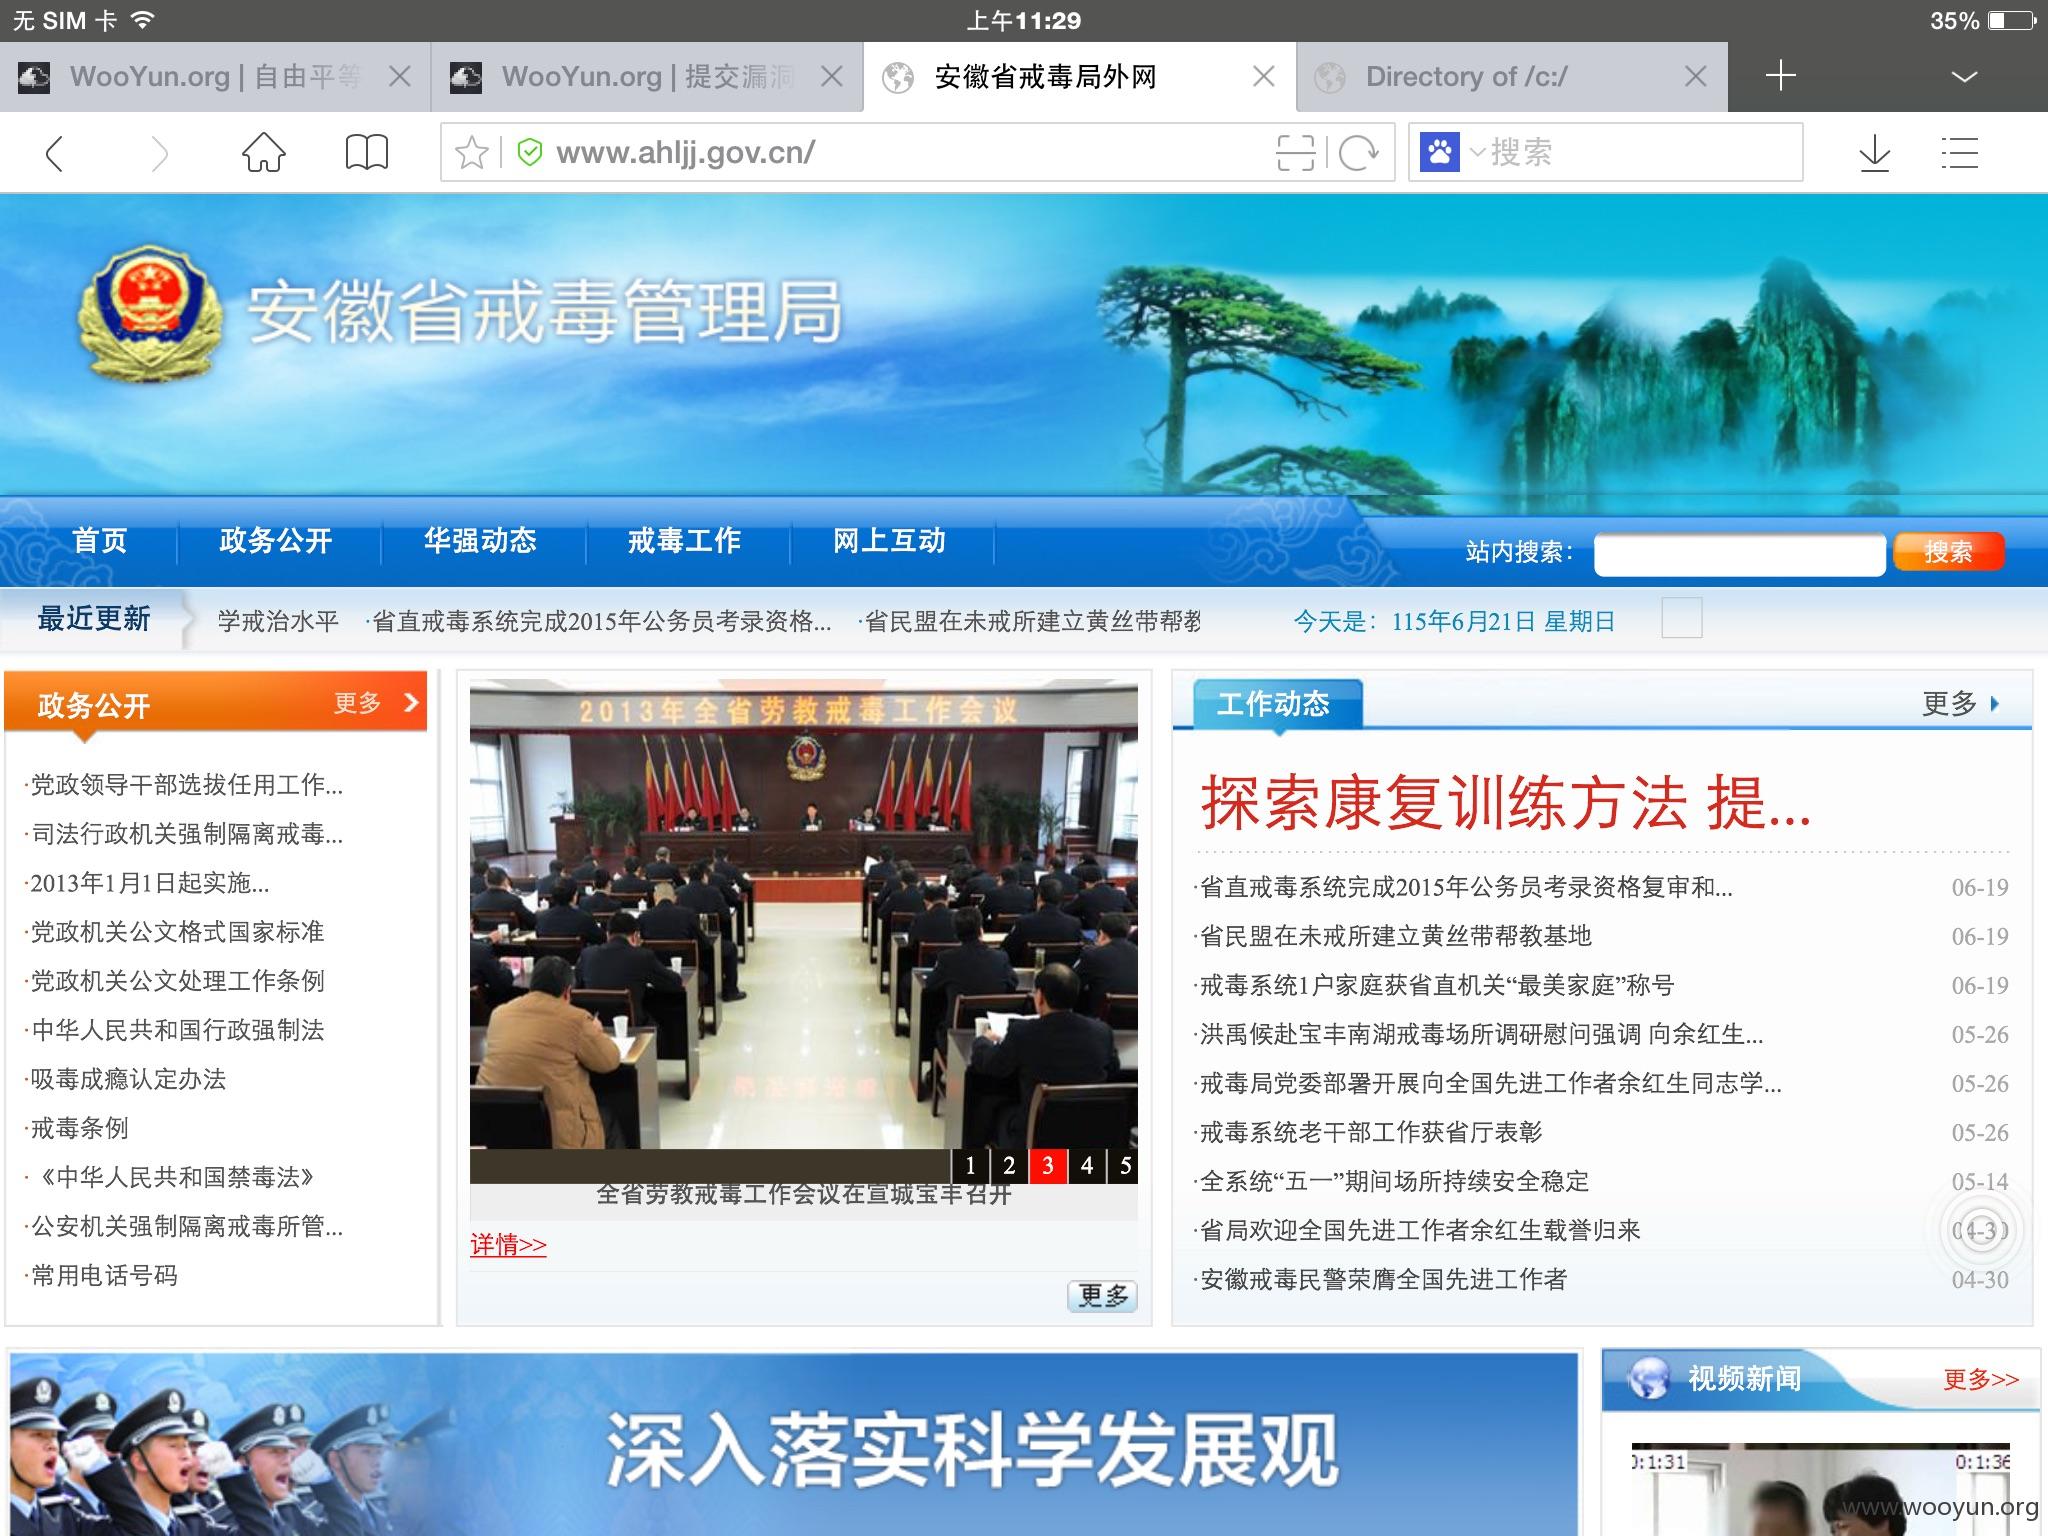 无 SIM 卡
上午11:29
35%
WooYun.org | 自由平等
WooYun.org | 提交漏洞
安徽省戒毒局外网
Directory of /c:/
www.ahljj.gov.cn/
搜索
安徽省戒毒管理局
首页
政务公开
华强动态
戒毒工作
网上互动
站内搜索:
搜索
最近更新
学戒治水平
·省直戒毒系统完成2015年公务员考录资格...
·省民盟在未戒所建立黄丝带帮教
今天是：115年6月21日 星期日
政务公开
更多
·党政领导干部选拔任用工作...
·司法行政机关强制隔离戒毒...
·2013年1月1日起实施...
·党政机关公文格式国家标准
·党政机关公文处理工作条例
·中华人民共和国行政强制法
·吸毒成瘾认定办法
·戒毒条例
·《中华人民共和国禁毒法》
·公安机关强制隔离戒毒所管...
·常用电话号码
2013年全省劳教戒毒工作会议
1 2 3 4 5
全省劳教戒毒工作会议在宣城宝丰召开
详情>>
更多
工作动态
更多
探索康复训练方法 提...
·省直戒毒系统完成2015年公务员考录资格复审和... 06-19
·省民盟在未戒所建立黄丝带帮教基地 06-19
·戒毒系统1户家庭获省直机关“最美家庭”称号 06-19
·洪禹候赴宝丰南湖戒毒场所调研慰问强调 向余红生... 05-26
·戒毒局党委部署开展向全国先进工作者余红生同志学... 05-26
·戒毒系统老干部工作获省厅表彰 05-26
·全系统“五一”期间场所持续安全稳定 05-14
·省局欢迎全国先进工作者余红生载誉归来 04-30
·安徽戒毒民警荣膺全国先进工作者 04-30
深入落实科学发展观
视频新闻
更多>>
0:1:31
0:1:36
www.wooyun.org